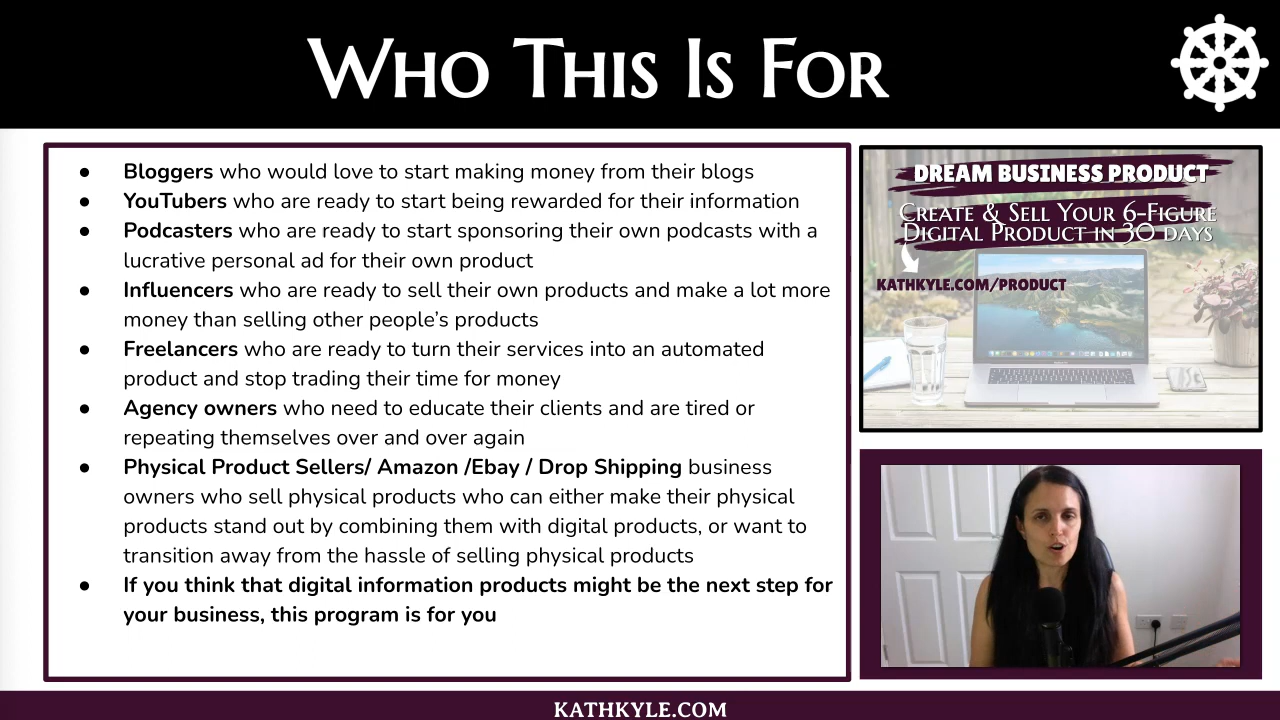 Who This Is For
● Bloggers who would love to start making money from their blogs
● YouTubers who are ready to start being rewarded for their information
● Podcasters who are ready to start sponsoring their own podcasts with a
lucrative personal ad for their own product
● Influencers who are ready to sell their own products and make a lot more
money than selling other people’s products
● Freelancers who are ready to turn their services into an automated
product and stop trading their time for money
● Agency owners who need to educate their clients and are tired or
repeating themselves over and over again
● Physical Product Sellers/ Amazon /Ebay / Drop Shipping business
owners who sell physical products who can either make their physical
products stand out by combining them with digital products, or want to
transition away from the hassle of selling physical products
● If you think that digital information products might be the next step for
your business, this program is for you
DREAM BUSINESS PRODUCT
Create & Sell Your 6-Figure
Digital Product in 30 days
KATHKYLE.COM/PRODUCT
KATHKYLE.COM